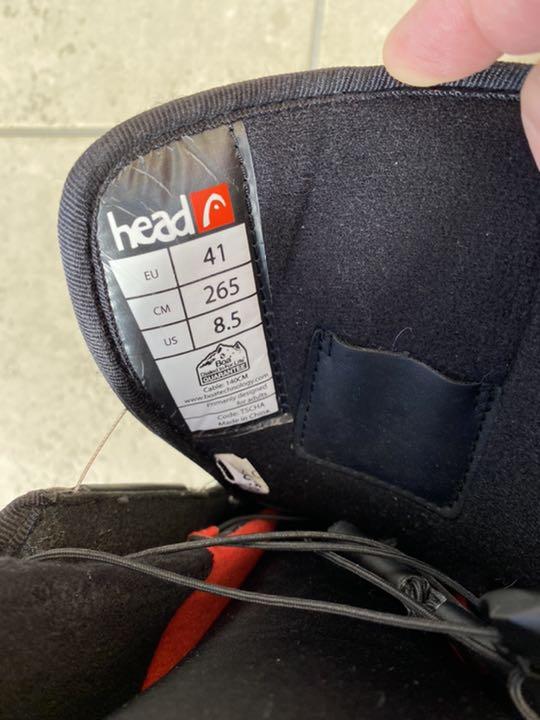 head
EU 41
CM 265
US 8.5
Boa
GUARANTEE
Cable: 140CM
www.boatechnology.com
Primarily designed
for adults
Code: TSCHA
Made in China